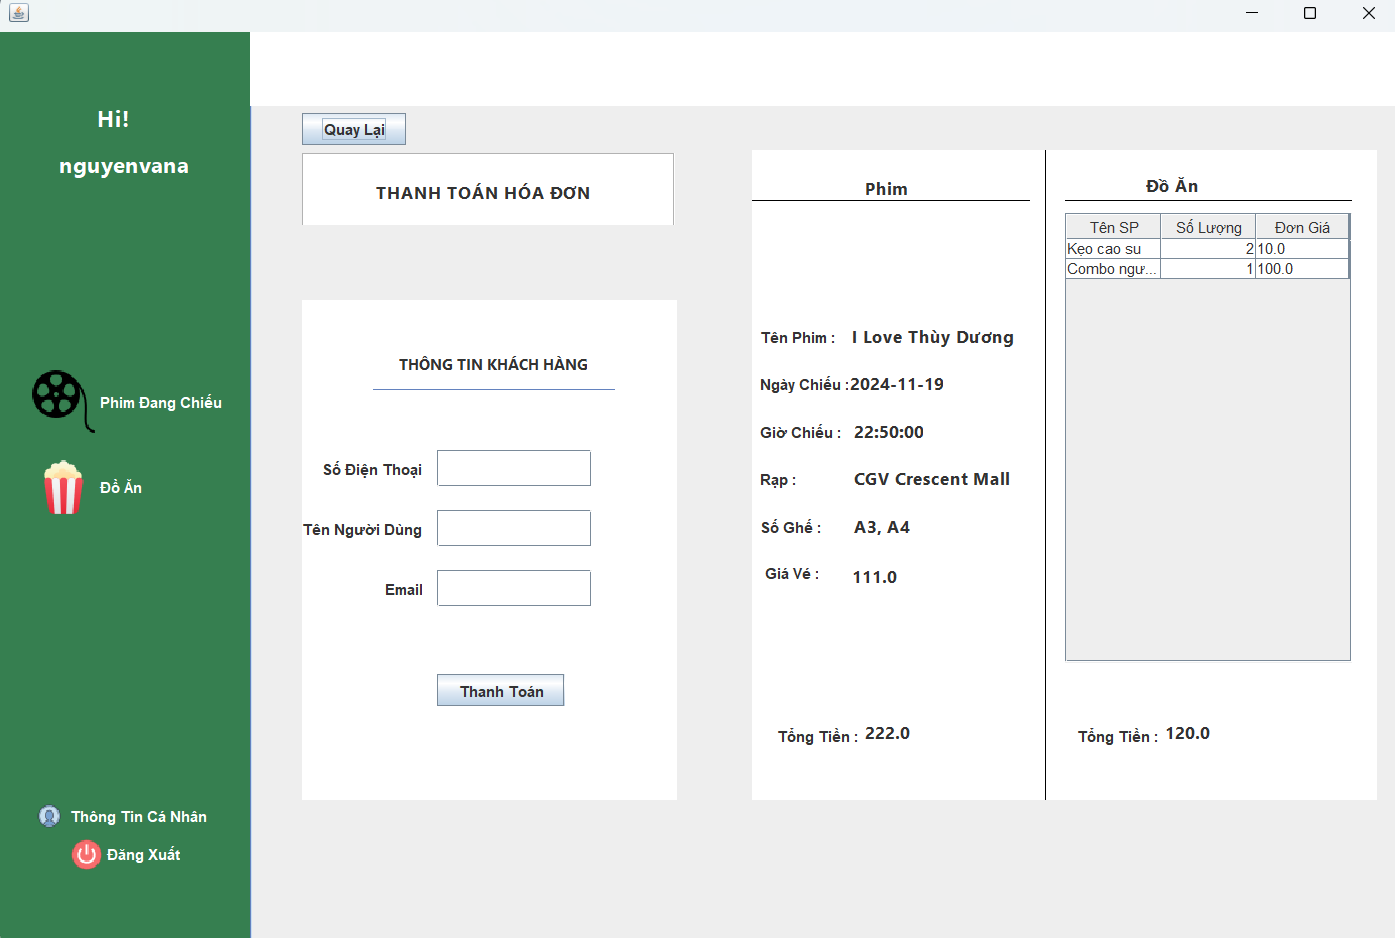 Hi!
nguyenvana
Phim Đang Chiếu
Đồ Ăn
Thông Tin Cá Nhân
Đăng Xuất
Quay Lại
THANH TOÁN HÓA ĐƠN
THÔNG TIN KHÁCH HÀNG
Số Điện Thoại
Tên Người Dùng
Email
Thanh Toán
Phim
Tên Phim : I Love Thùy Dương
Ngày Chiếu : 2024-11-19
Giờ Chiếu : 22:50:00
Rạp : CGV Crescent Mall
Số Ghế : A3, A4
Giá Vé : 111.0
Tổng Tiền : 222.0
Đồ Ăn
Tên SP Số Lượng Đơn Giá
Kẹo cao su 2 10.0
Combo ngư... 1 100.0
Tổng Tiền : 120.0